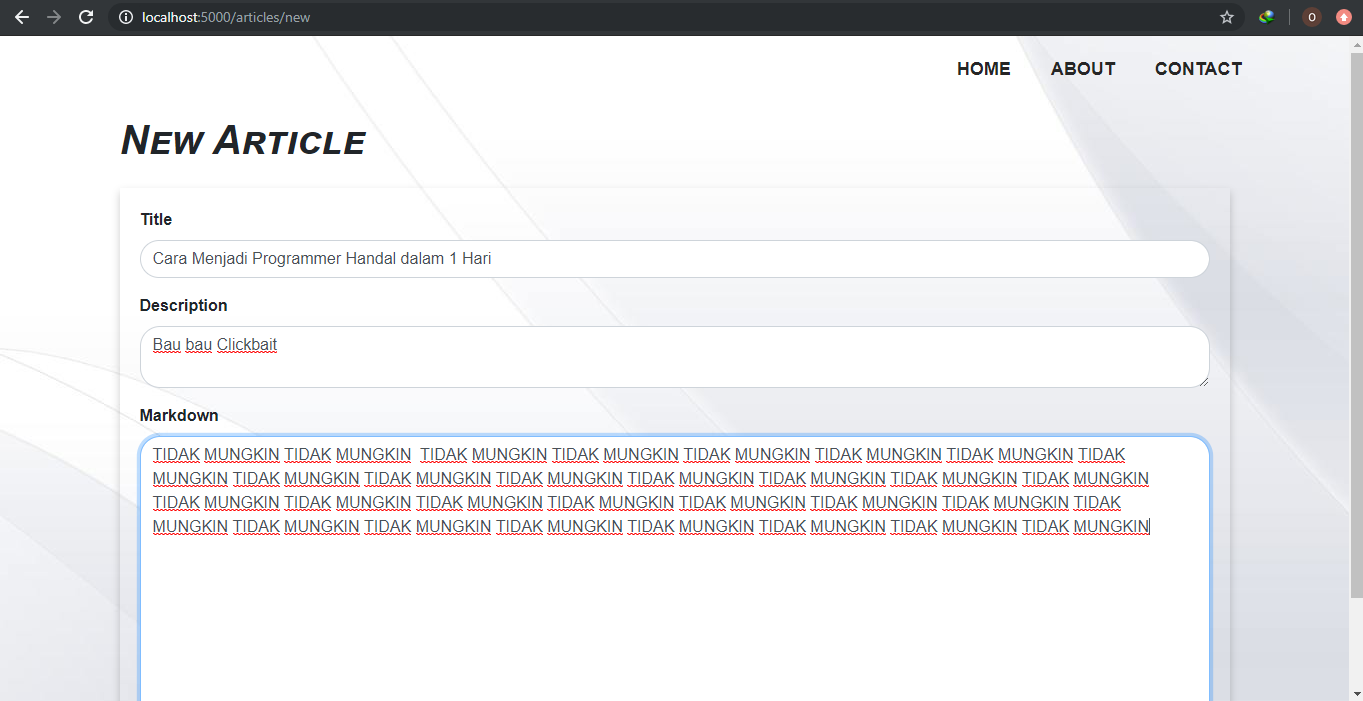 localhost:5000/articles/new
O
HOME ABOUT CONTACT
NEW ARTICLE
Title
Cara Menjadi Programmer Handal dalam 1 Hari
Description
Bau bau Clickbait
Markdown
TIDAK MUNGKIN TIDAK MUNGKIN  TIDAK MUNGKIN TIDAK MUNGKIN TIDAK MUNGKIN TIDAK MUNGKIN TIDAK MUNGKIN TIDAK
MUNGKIN TIDAK MUNGKIN TIDAK MUNGKIN TIDAK MUNGKIN TIDAK MUNGKIN TIDAK MUNGKIN TIDAK MUNGKIN TIDAK MUNGKIN
TIDAK MUNGKIN TIDAK MUNGKIN TIDAK MUNGKIN TIDAK MUNGKIN TIDAK MUNGKIN TIDAK MUNGKIN TIDAK MUNGKIN TIDAK
MUNGKIN TIDAK MUNGKIN TIDAK MUNGKIN TIDAK MUNGKIN TIDAK MUNGKIN TIDAK MUNGKIN TIDAK MUNGKIN TIDAK MUNGKIN